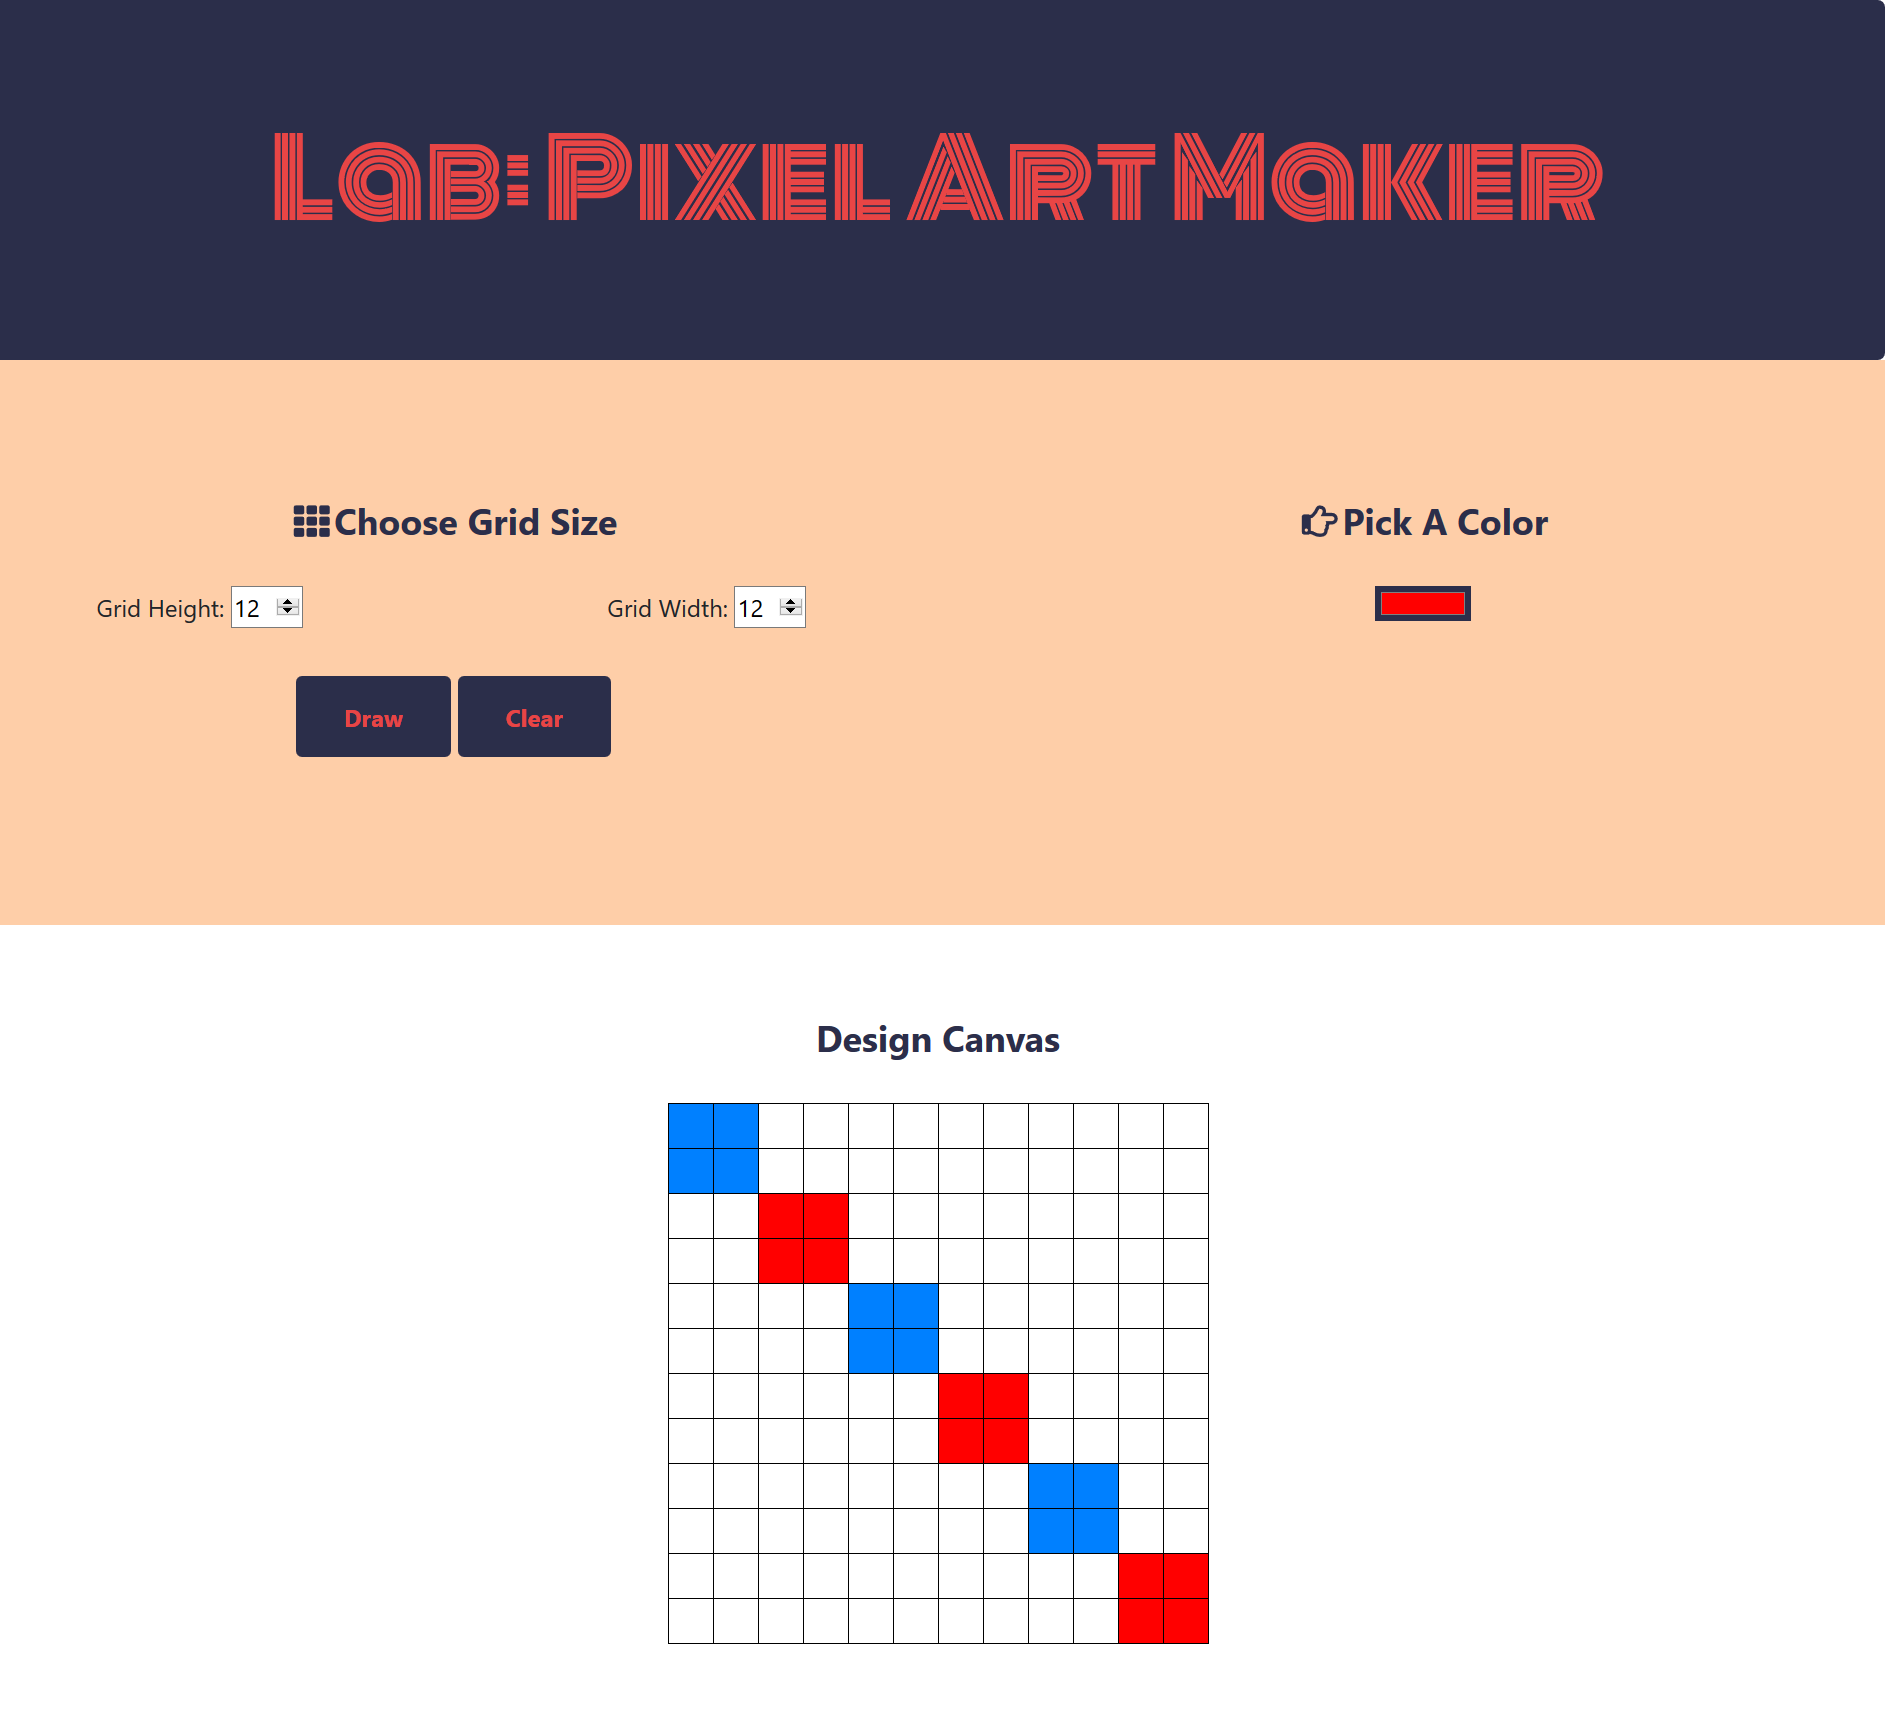 Lab: Pixel Art Maker
Choose Grid Size
Pick A Color
Grid Height: 12
Grid Width: 12
Draw
Clear
Design Canvas